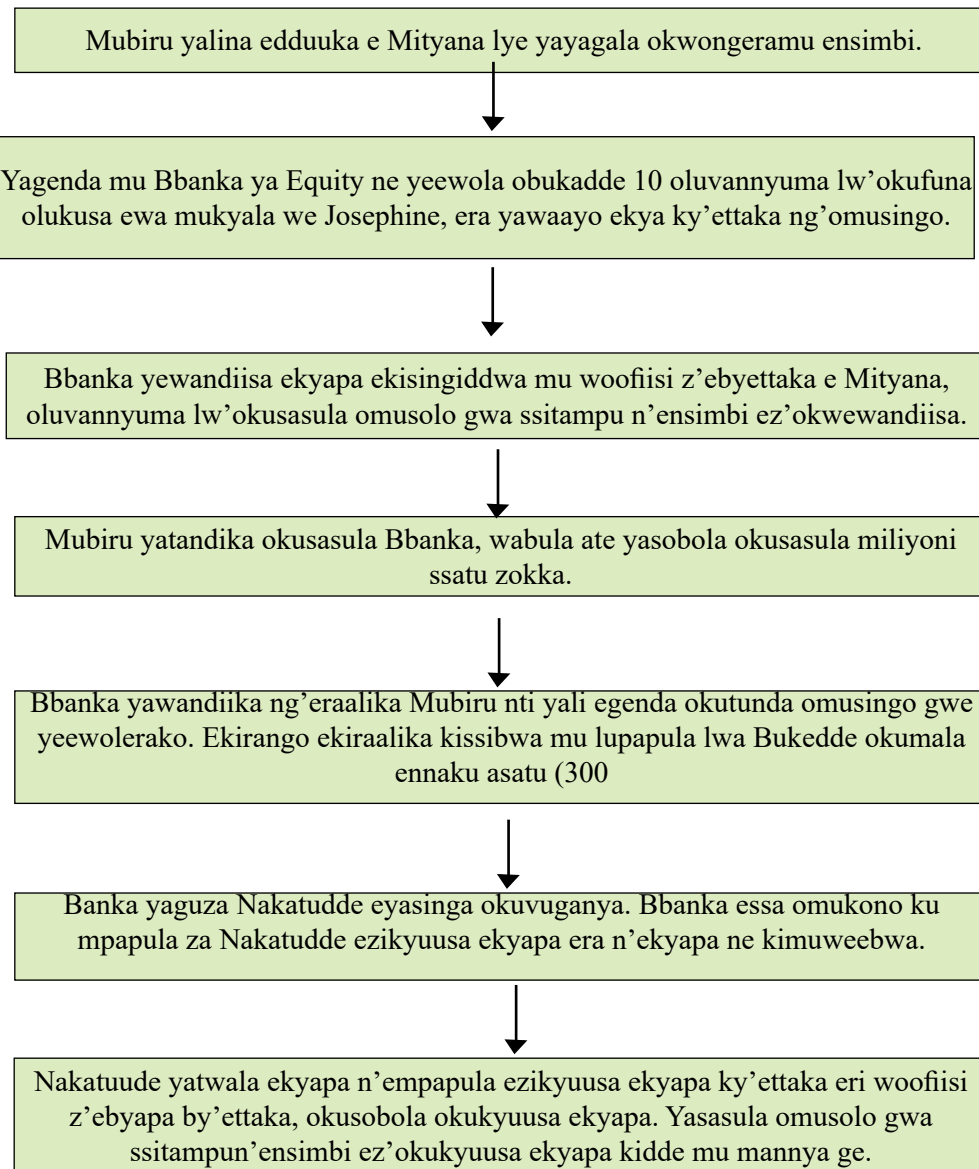 Mubiru yalina edduuka e Mityana lye yayagala okwongeramu ensimbi.
Yagenda mu Bbanka ya Equity ne yeewola obukadde 10 oluvannyuma lw’okufuna
olukusa ewa mukyala we Josephine, era yawaayo ekya ky’ettaka ng’omusingo.
Bbanka yewandiisa ekyapa ekisingiddwa mu woofiisi z’ebyettaka e Mityana,
oluvannyuma lw’okusasula omusolo gwa ssitampu n’ensimbi ez’okwewandiisa.
Mubiru yatandika okusasula Bbanka, wabula ate yasobola okusasula miliyoni
ssatu zokka.
Bbanka yawandiika ng’eraalika Mubiru nti yali egenda okutunda omusingo gwe
yeewolerako. Ekirango ekiraalika kissibwa mu lupapula lwa Bukedde okumala
ennaku asatu (300
Banka yaguza Nakatudde eyasinga okuvuganya. Bbanka essa omukono ku
mpapula za Nakatudde ezikyuusa ekyapa era n’ekyapa ne kimuweebwa.
Nakatuude yatwala ekyapa n’empapula ezikyuusa ekyapa ky’ettaka eri woofiisi
z’ebyapa by’ettaka, okusobola okukyuusa ekyapa. Yasasula omusolo gwa
ssitampun’ensimbi ez’okukyuusa ekyapa kidde mu mannya ge.